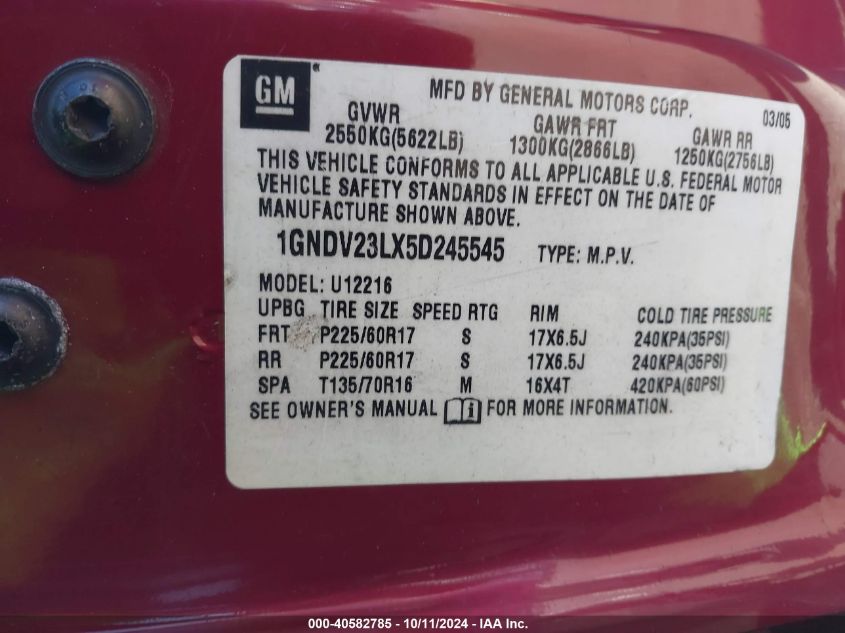 GM
MFD BY GENERAL MOTORS CORP. 03/05
GVWR GAWR FRT GAWR RR
2550KG(5622LB) 1300KG(2866LB) 1250KG(2756LB)
THIS VEHICLE CONFORMS TO ALL APPLICABLE U.S. FEDERAL MOTOR
VEHICLE SAFETY STANDARDS IN EFFECT ON THE DATE OF
MANUFACTURE SHOWN ABOVE.
1GNDV23LX5D245545 TYPE: M.P.V.
MODEL: U12216
UPBG TIRE SIZE SPEED RTG RIM COLD TIRE PRESSURE
FRT P225/60R17 S 17X6.5J 240KPA(35PSI)
RR P225/60R17 S 17X6.5J 240KPA(35PSI)
SPA T135/70R16 M 16X4T 420KPA(60PSI)
SEE OWNER'S MANUAL FOR MORE INFORMATION.
000-40582785 - 10/11/2024 - IAA Inc.